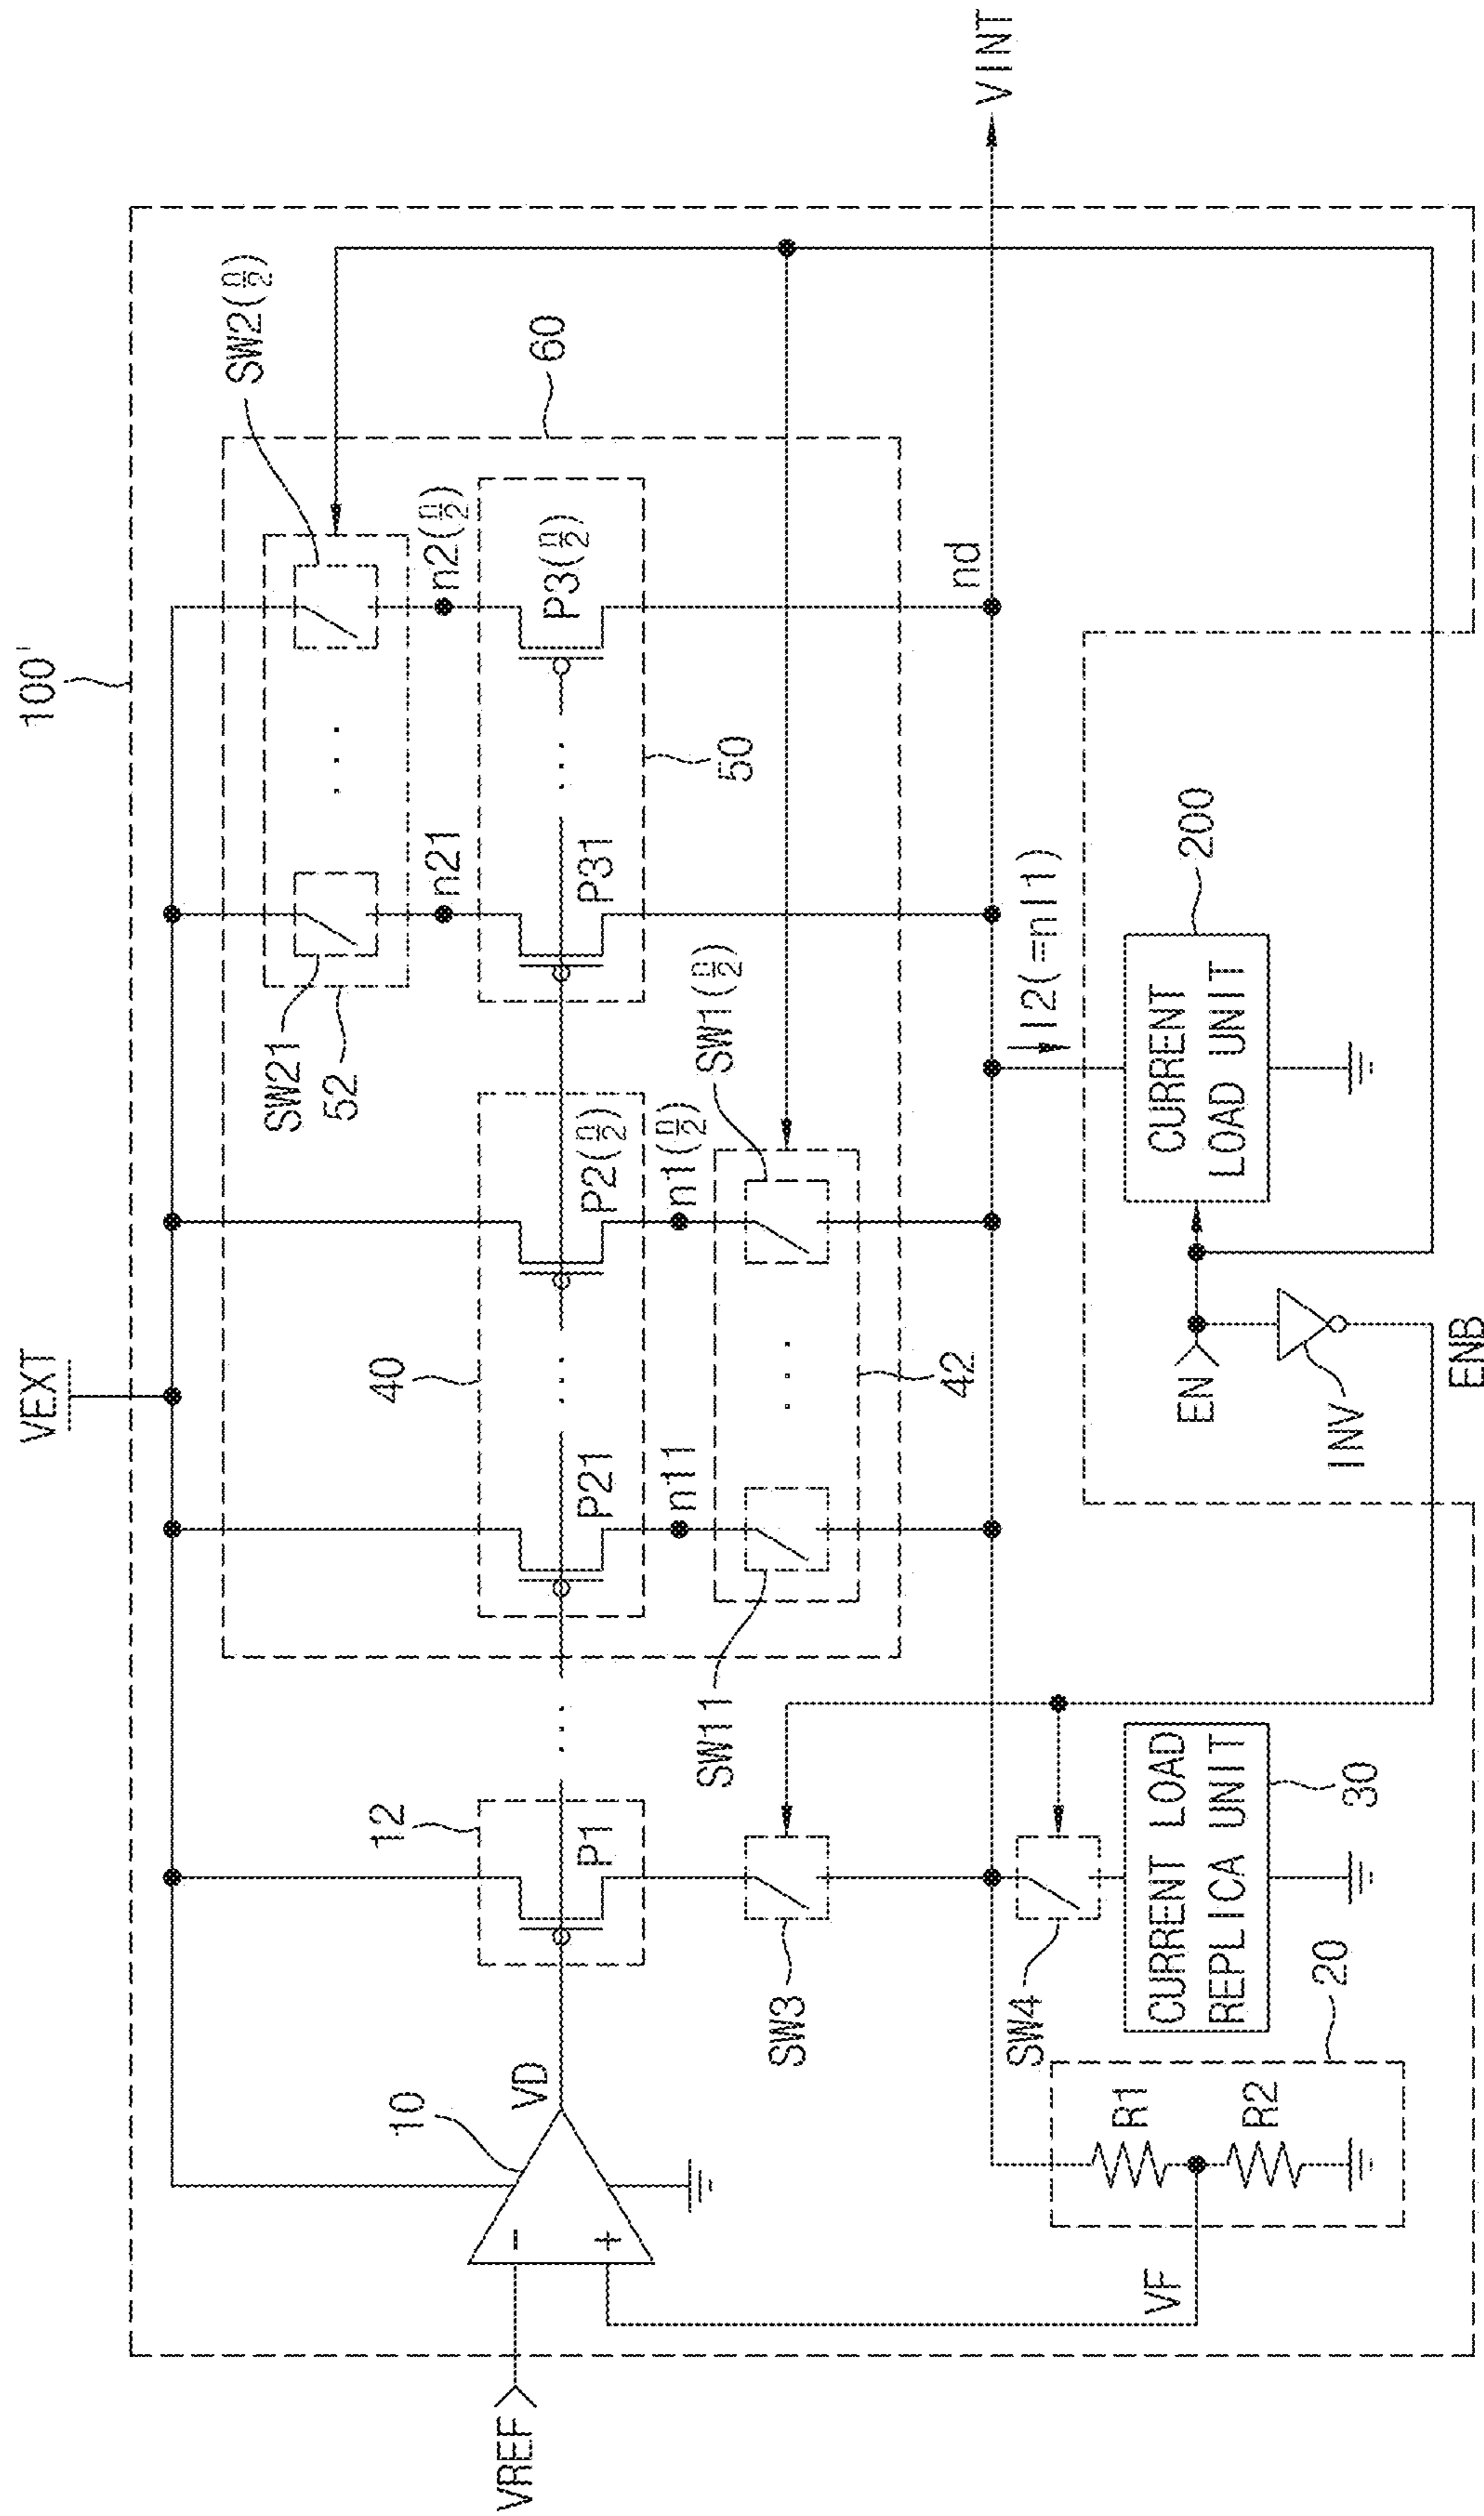 100'
VEXT
SW2(n/2)
60
SW21
52
n21
n2(n/2)
P3(n/2)
P31
50
40
P21
P2(n/2)
n11
n1(n/2)
SW1(n/2)
SW11
42
12
P1
10
VD
VREF
-
+
SW3
SW4
nd
VINT
I2(=nI1)
CURRENT
LOAD UNIT
200
EN
INV
ENB
CURRENT LOAD
REPLICA UNIT
30
20
R1
R2
VF